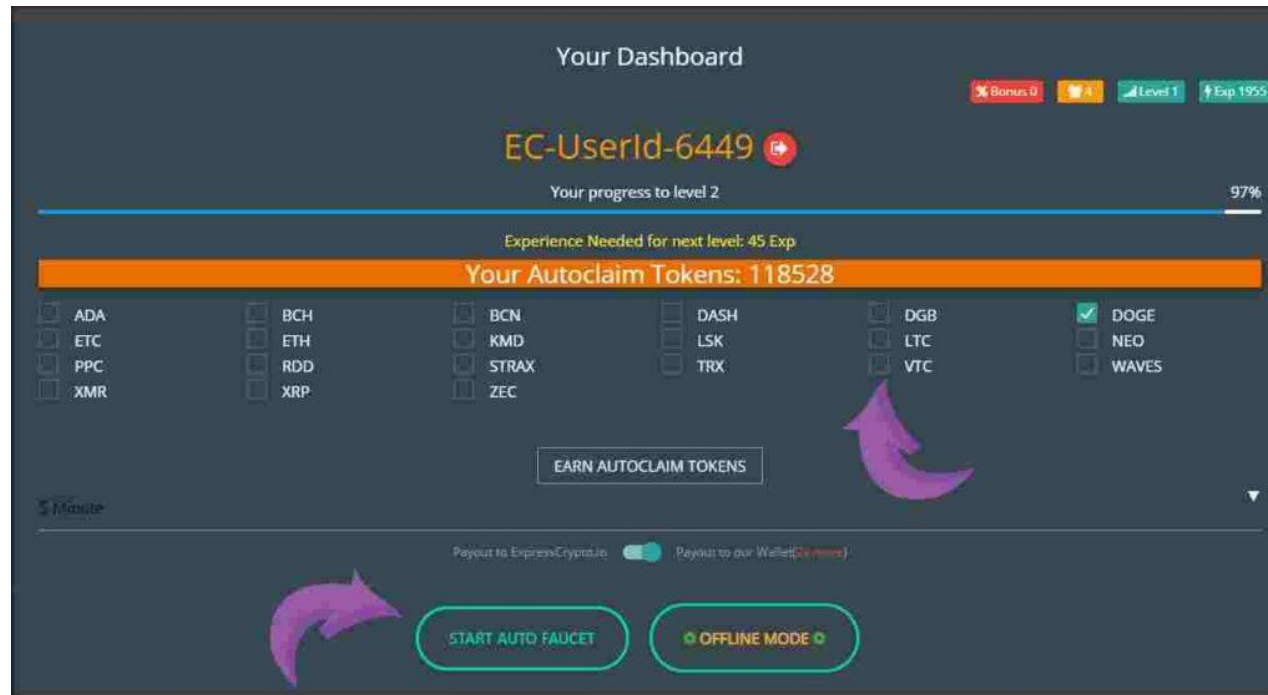 Your Dashboard
Bonus 0 4 Level 1 Exp 1955
EC-UserId-6449
Your progress to level 2 97%
Experience Needed for next level: 45 Exp
Your Autoclaim Tokens: 118528
ADA BCH BCN DASH DGB DOGE
ETC ETH KMD LSK LTC NEO
PPC RDD STRAX TRX VTC WAVES
XMR XRP ZEC
EARN AUTOCLAIM TOKENS
5 Minute
Payout to ExpressCrypto.io Payout to our Wallet
START AUTO FAUCET OFFLINE MODE